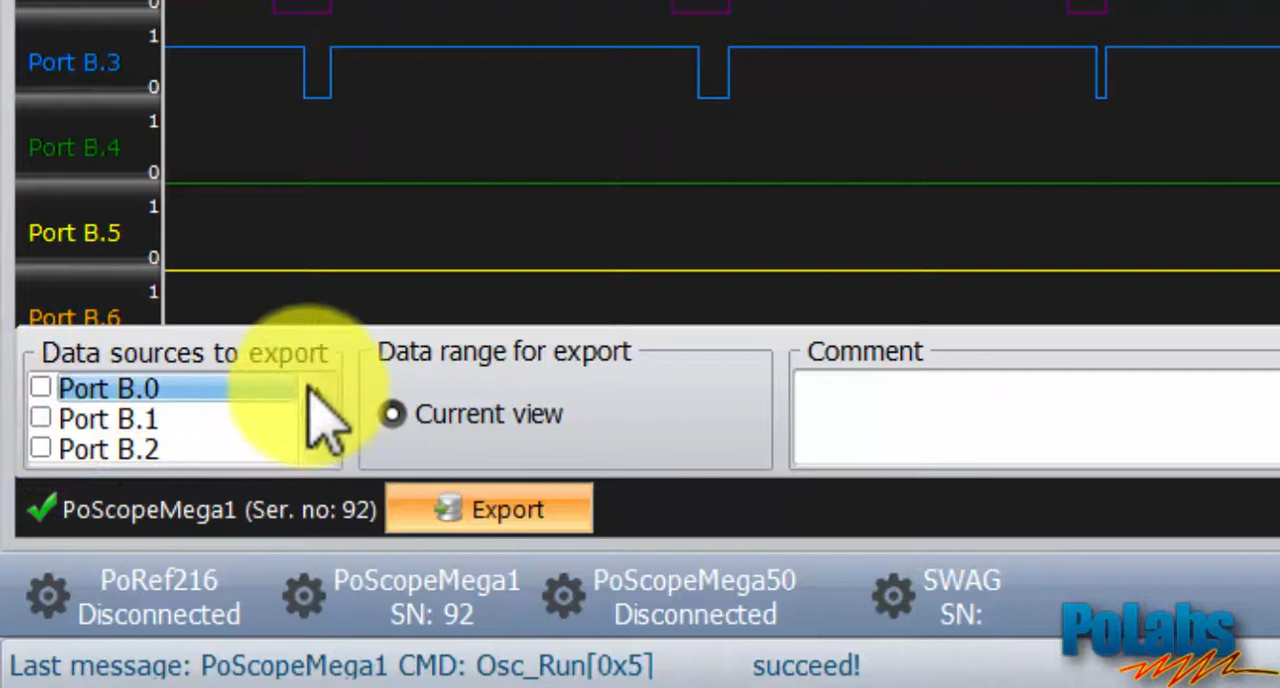 0
1
Port B.3
0
1
Port B.4
0
1
Port B.5
0
1
Port B.6
Data sources to export
Port B.0
Port B.1
Port B.2
Data range for export
Current view
Comment
PoScopeMega1 (Ser. no: 92)
Export
PoRef216
Disconnected
PoScopeMega1
SN: 92
PoScopeMega50
Disconnected
SWAG
SN:
PoLabs
Last message: PoScopeMega1 CMD: Osc_Run[0x5] succeed!